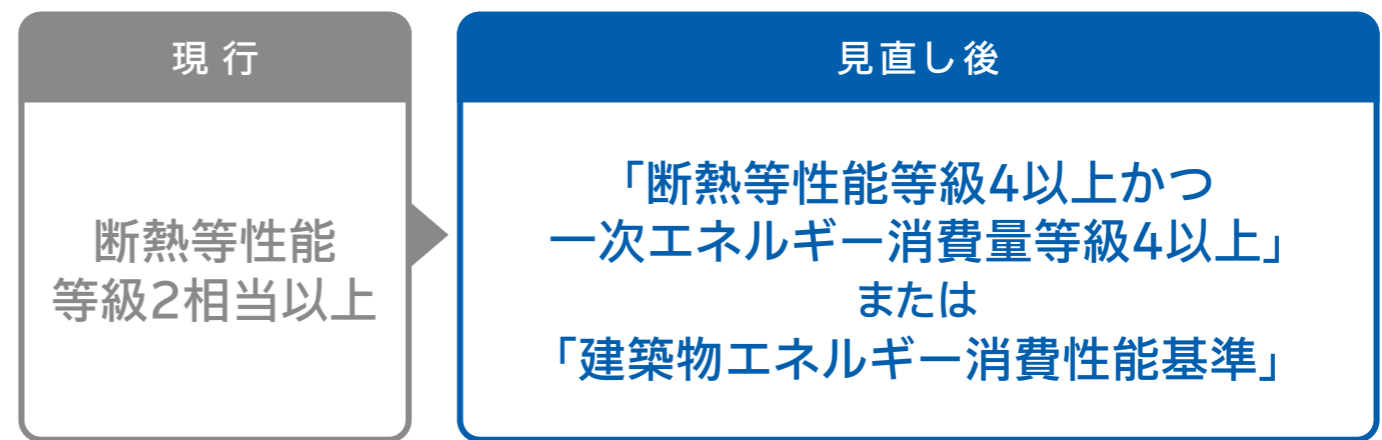 現行
断熱等性能
等級2相当以上
見直し後
「断熱等性能等級4以上かつ
一次エネルギー消費量等級4以上」
または
「建築物エネルギー消費性能基準」